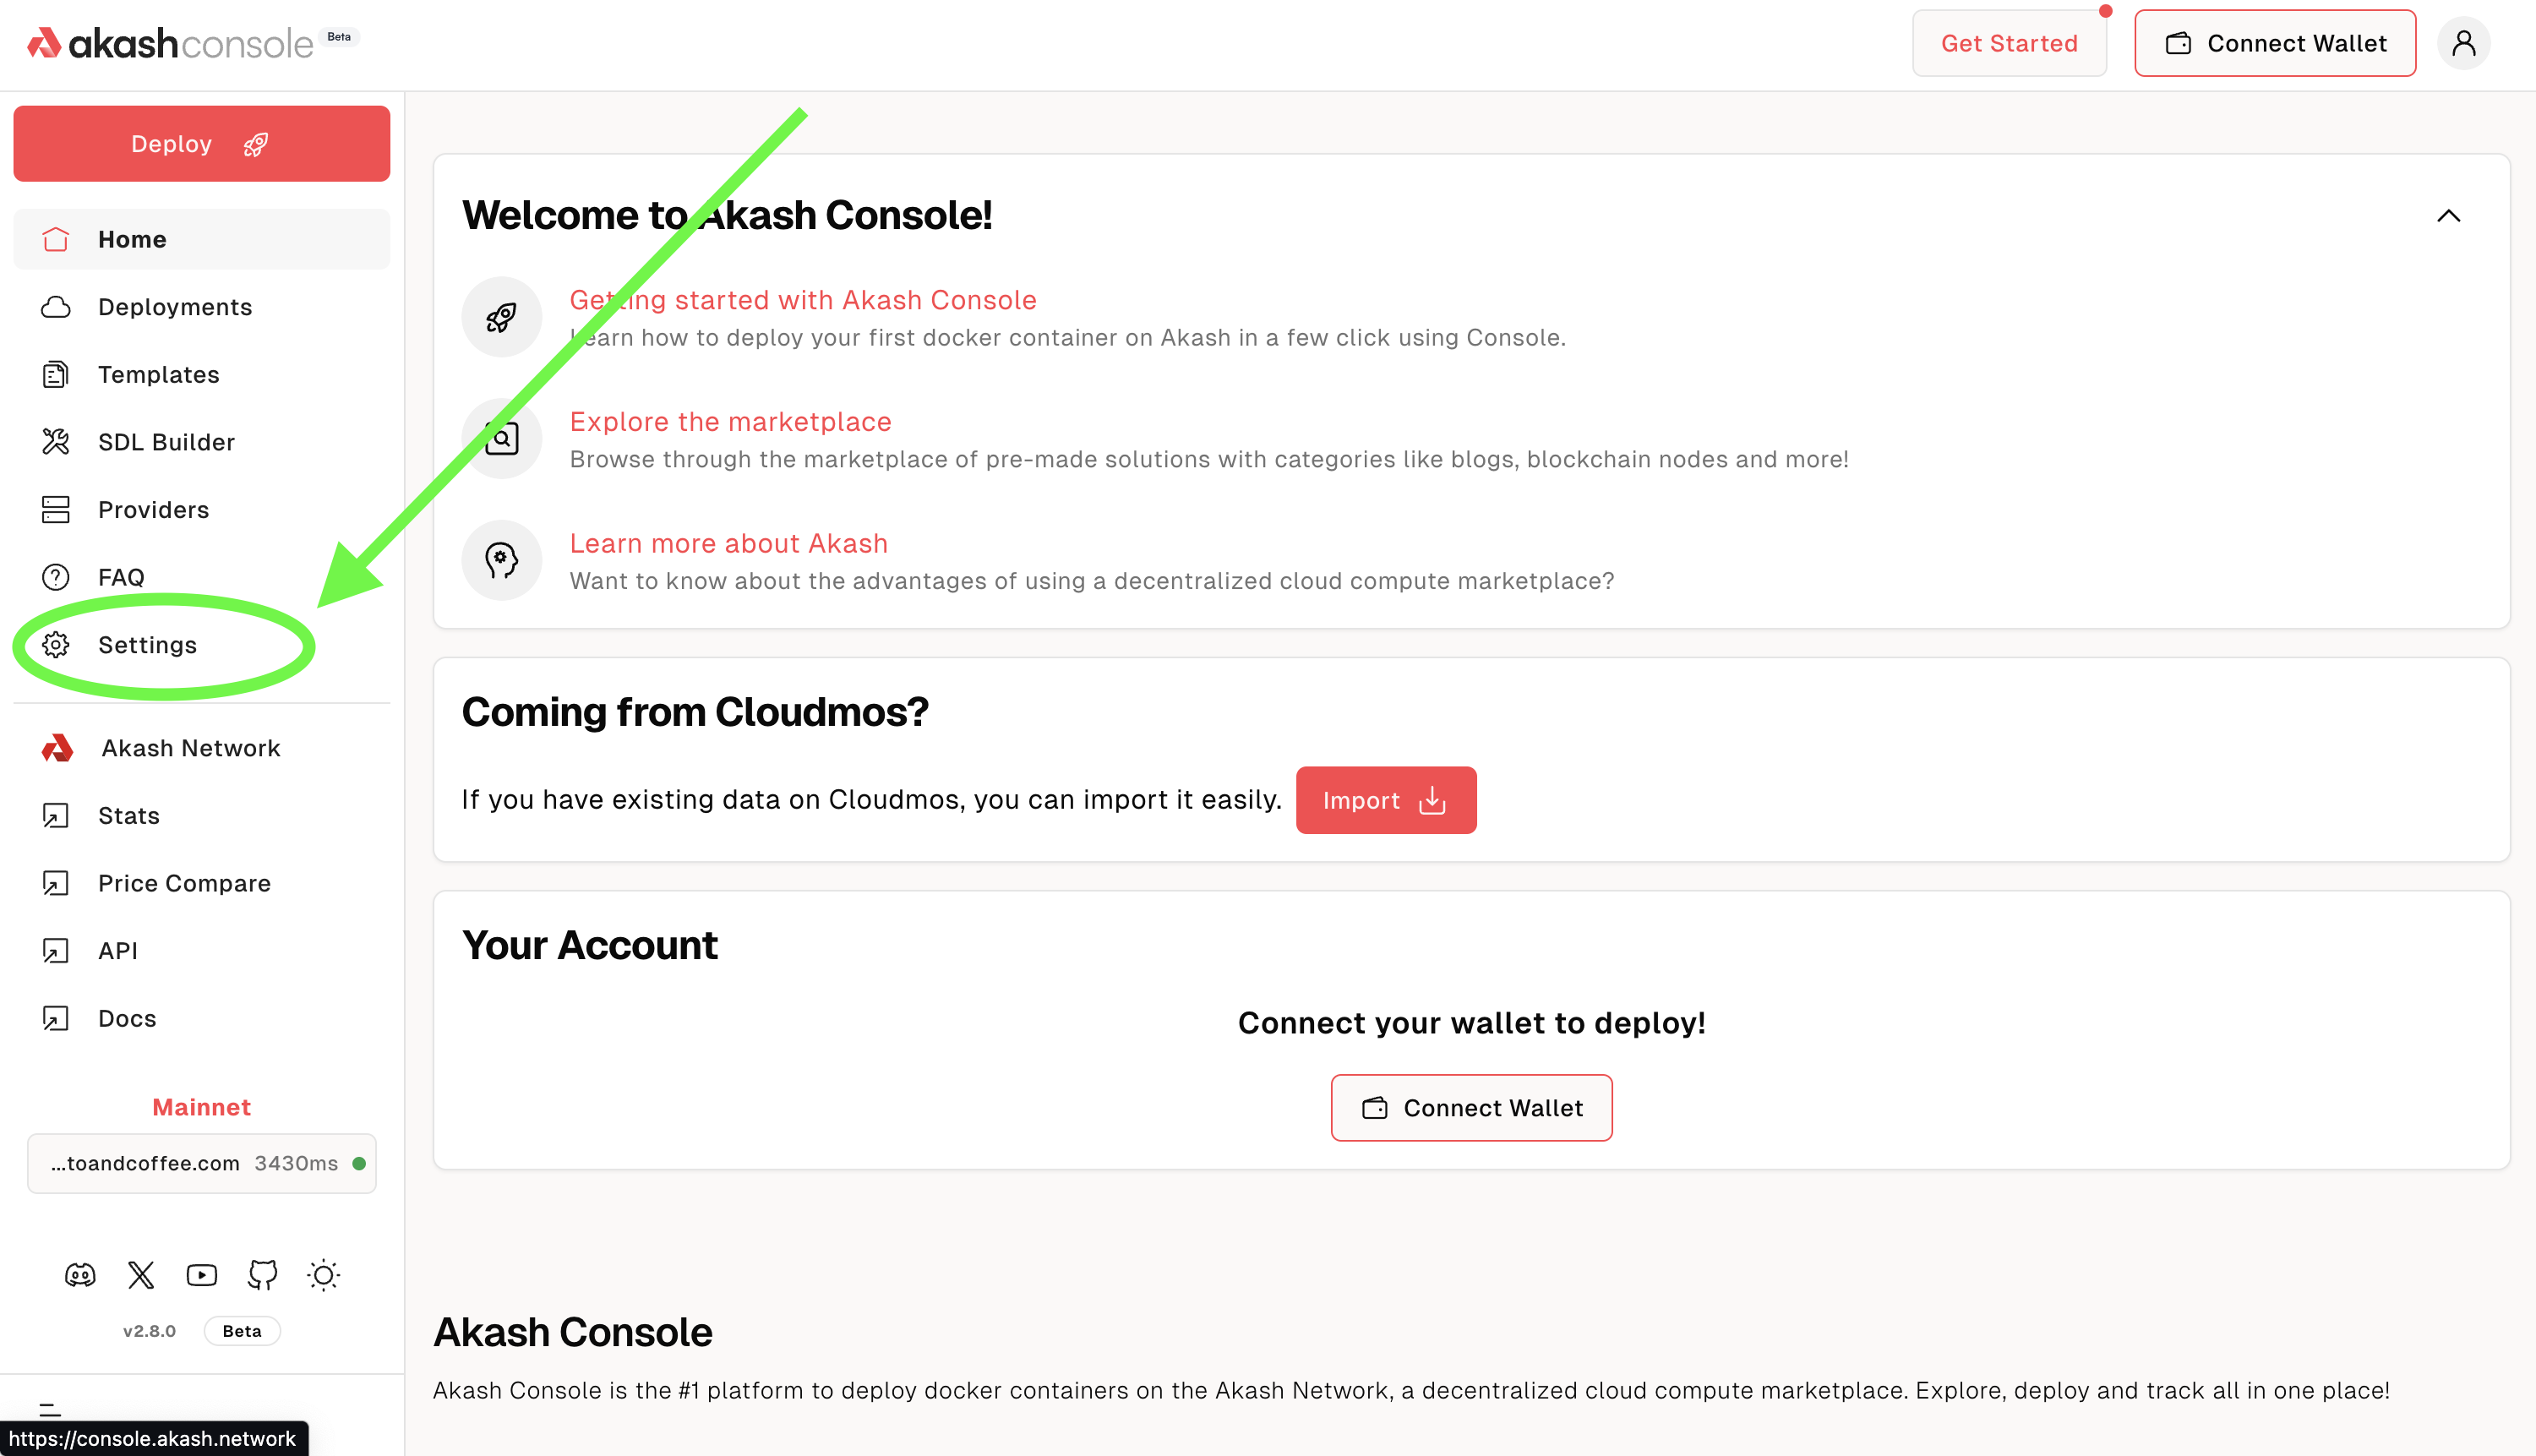 akashconsole Beta
Get Started
Connect Wallet
Deploy
Home
Deployments
Templates
SDL Builder
Providers
FAQ
Settings
Akash Network
Stats
Price Compare
API
Docs
Mainnet
...toandcoffee.com 3430ms
v2.8.0 Beta
https://console.akash.network
Welcome to Akash Console!
Getting started with Akash Console
Learn how to deploy your first docker container on Akash in a few click using Console.
Explore the marketplace
Browse through the marketplace of pre-made solutions with categories like blogs, blockchain nodes and more!
Learn more about Akash
Want to know about the advantages of using a decentralized cloud compute marketplace?
Coming from Cloudmos?
If you have existing data on Cloudmos, you can import it easily. Import
Your Account
Connect your wallet to deploy!
Connect Wallet
Akash Console
Akash Console is the #1 platform to deploy docker containers on the Akash Network, a decentralized cloud compute marketplace. Explore, deploy and track all in one place!